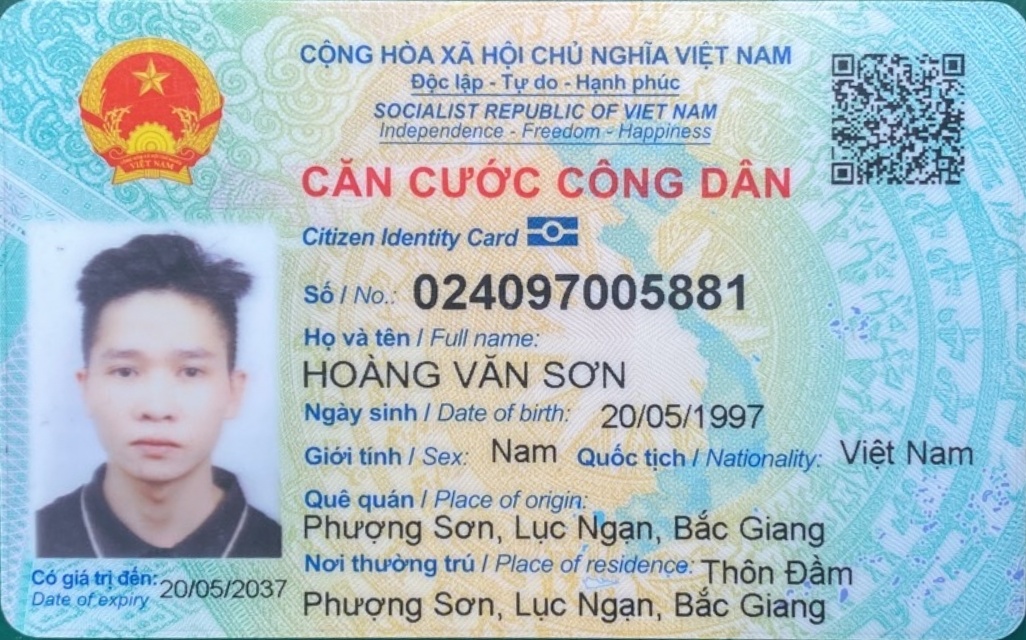 CỘNG HÒA XÃ HỘI CHỦ NGHĨA VIỆT NAM
Độc lập - Tự do - Hạnh phúc
SOCIALIST REPUBLIC OF VIET NAM
Independence - Freedom - Happiness
CĂN CƯỚC CÔNG DÂN
Citizen Identity Card
Số / No.: 024097005881
Họ và tên / Full name:
HOÀNG VĂN SƠN
Ngày sinh / Date of birth: 20/05/1997
Giới tính / Sex: Nam Quốc tịch / Nationality: Việt Nam
Quê quán / Place of origin:
Phượng Sơn, Lục Ngạn, Bắc Giang
Nơi thường trú / Place of residence: Thôn Đầm
Phượng Sơn, Lục Ngạn, Bắc Giang
Có giá trị đến: 20/05/2037
Date of expiry
VIỆT NAM